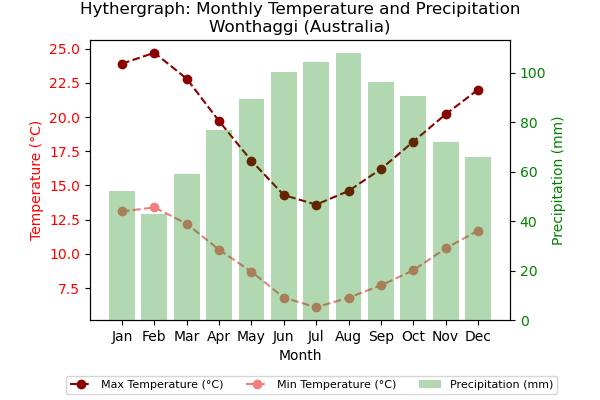 Hythergraph: Monthly Temperature and Precipitation
Wonthaggi (Australia)
25.0
22.5
20.0
17.5
15.0
12.5
10.0
7.5
Temperature (°C)
100
80
60
40
20
0
Precipitation (mm)
Jan Feb Mar Apr May Jun Jul Aug Sep Oct Nov Dec
Month
Max Temperature (°C) Min Temperature (°C) Precipitation (mm)